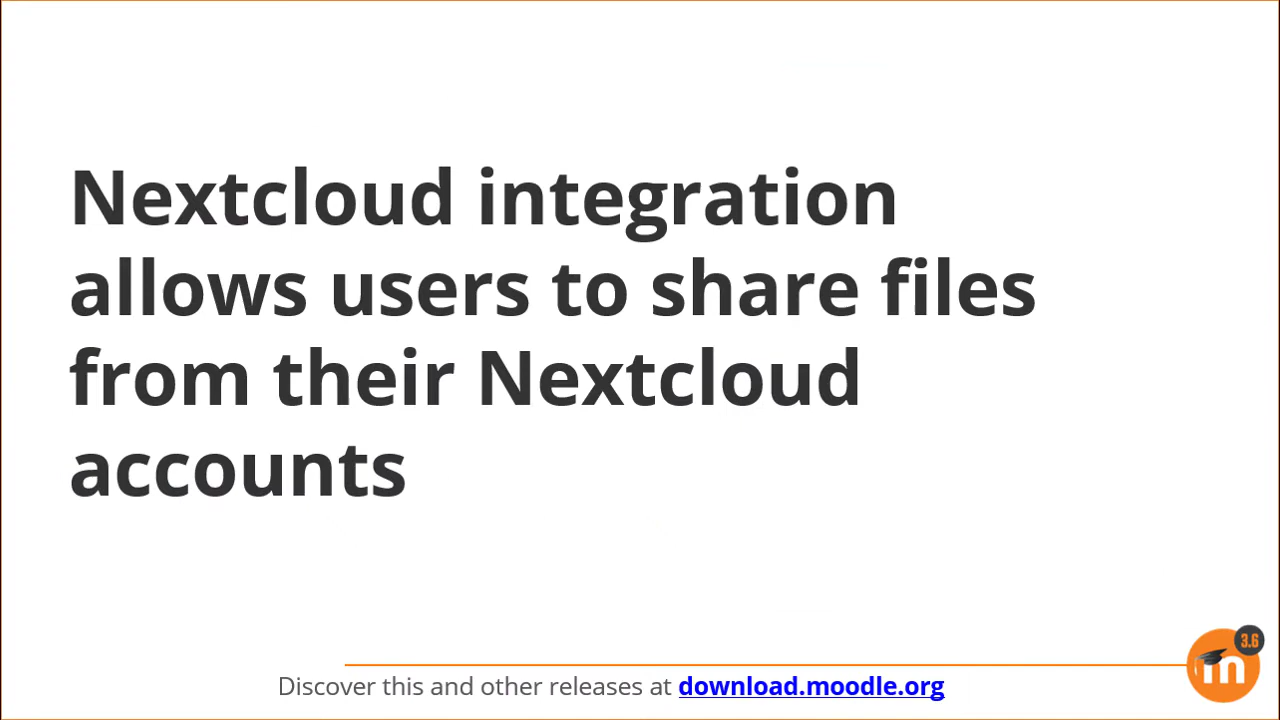 Nextcloud integration
allows users to share files
from their Nextcloud
accounts
3.6
m
Discover this and other releases at download.moodle.org